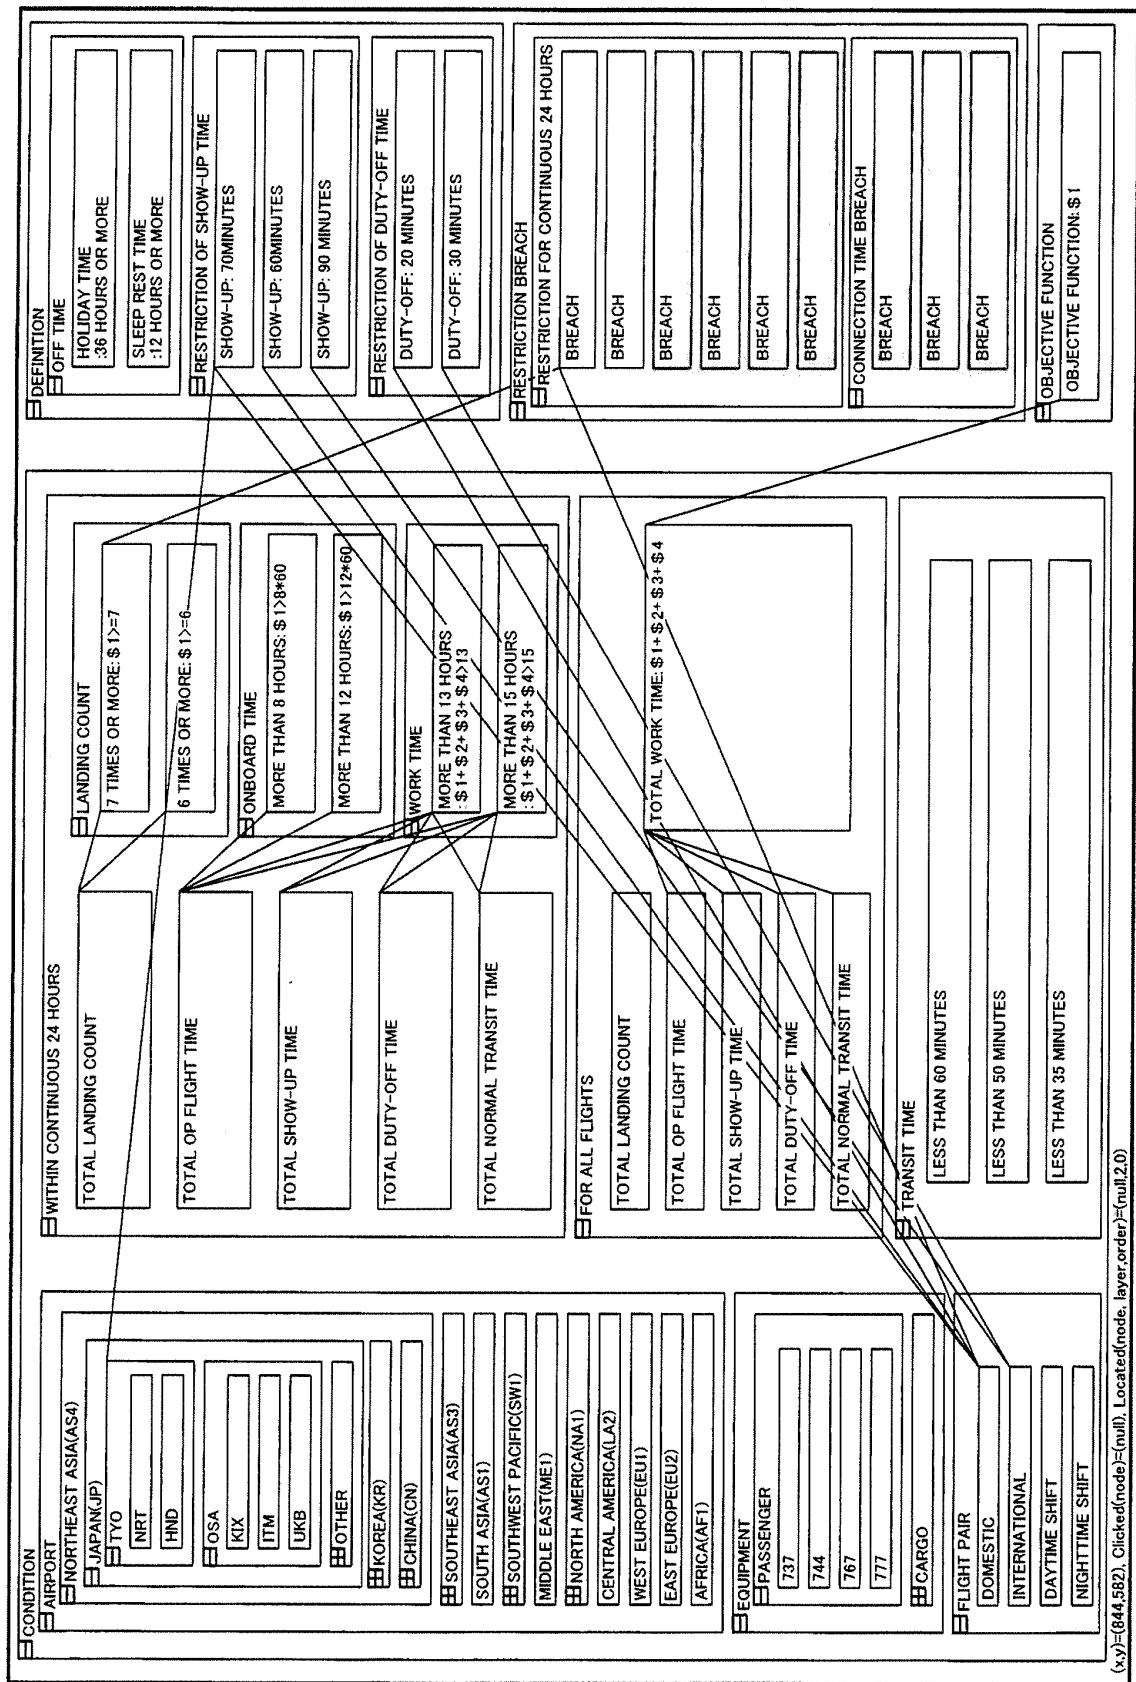 CONDITION
AIRPORT
NORTHEAST ASIA(AS4)
JAPAN(JP)
TYO
NRT
HND
OSA
KIX
ITM
UKB
OTHER
KOREA(KR)
CHINA(CN)
SOUTHEAST ASIA(AS3)
SOUTH ASIA(AS1)
SOUTHWEST PACIFIC(SW1)
MIDDLE EAST(ME1)
NORTH AMERICA(NA1)
CENTRAL AMERICA(LA2)
WEST EUROPE(EU1)
EAST EUROPE(EU2)
AFRICA(AF1)
EQUIPMENT
PASSENGER
737
744
767
777
CARGO
FLIGHT PAIR
DOMESTIC
INTERNATIONAL
DAYTIME SHIFT
NIGHTTIME SHIFT
WITHIN CONTINUOUS 24 HOURS
TOTAL LANDING COUNT
TOTAL OP FLIGHT TIME
TOTAL SHOW-UP TIME
TOTAL DUTY-OFF TIME
TOTAL NORMAL TRANSIT TIME
LANDING COUNT
7 TIMES OR MORE: $1>=7
6 TIMES OR MORE: $1>=6
ONBOARD TIME
MORE THAN 8 HOURS: $1>8*60
MORE THAN 12 HOURS: $1>12*60
WORK TIME
MORE THAN 13 HOURS
: $1+$2+$3+$4>13
MORE THAN 15 HOURS
: $1+$2+$3+$4>15
FOR ALL FLIGHTS
TOTAL LANDING COUNT
TOTAL OP FLIGHT TIME
TOTAL SHOW-UP TIME
TOTAL DUTY-OFF TIME
TOTAL NORMAL TRANSIT TIME
TOTAL WORK TIME: $1+$2+$3+$4
TRANSIT TIME
LESS THAN 60 MINUTES
LESS THAN 50 MINUTES
LESS THAN 35 MINUTES
DEFINITION
OFF TIME
HOLIDAY TIME
:36 HOURS OR MORE
SLEEP REST TIME
:12 HOURS OR MORE
RESTRICTION OF SHOW-UP TIME
SHOW-UP: 70MINUTES
SHOW-UP: 60MINUTES
SHOW-UP: 90 MINUTES
RESTRICTION OF DUTY-OFF TIME
DUTY-OFF: 20 MINUTES
DUTY-OFF: 30 MINUTES
RESTRICTION BREACH
RESTRICTION FOR CONTINUOUS 24 HOURS
BREACH
BREACH
BREACH
BREACH
BREACH
BREACH
CONNECTION TIME BREACH
BREACH
BREACH
BREACH
OBJECTIVE FUNCTION
OBJECTIVE FUNCTION: $1
(x,y)=(844,582), Clicked(node)=(null), Located(node, layer,order)=(null,2,0)